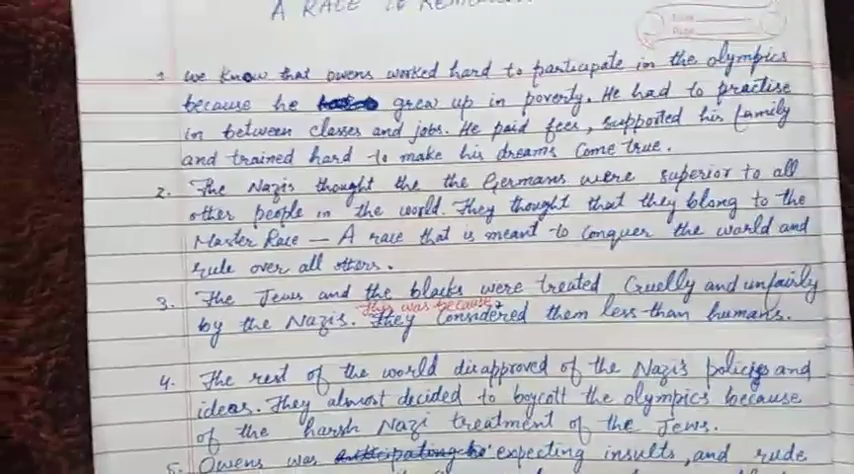 A RACE
1 we know that owens worked hard to participate in the olympics
because he grew up in poverty. He had to practise
in between classes and jobs. He paid fees, supported his family
and trained hard to make his dreams come true.
2. The Nazis thought the the Germans were superior to all
other people in the world. They thought that they blong to the
Master Race — A race that is meant to conquer the world and
rule over all others.
3. The Jews and the blacks were treated Cruelly and unfairly
this was because
by the Nazis. They Considered them less than humans.
4. The rest of the world disapproved of the Nazi's policies and
ideas. They almost decided to boycott the olympics because
of the harsh Nazi treatment of the Jews.
5. Owens was expecting insults, and rude